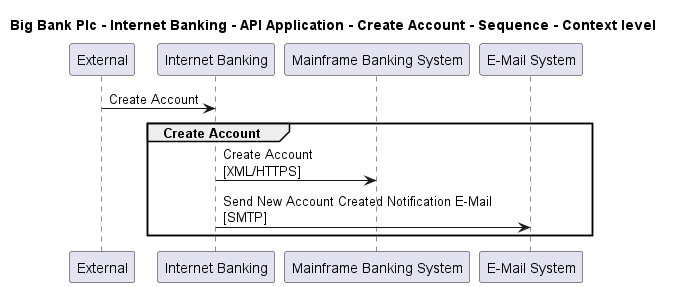 Big Bank Plc - Internet Banking - API Application - Create Account - Sequence - Context level
External
Internet Banking
Mainframe Banking System
E-Mail System
Create Account
Create Account
Create Account
[XML/HTTPS]
Send New Account Created Notification E-Mail
[SMTP]
External
Internet Banking
Mainframe Banking System
E-Mail System